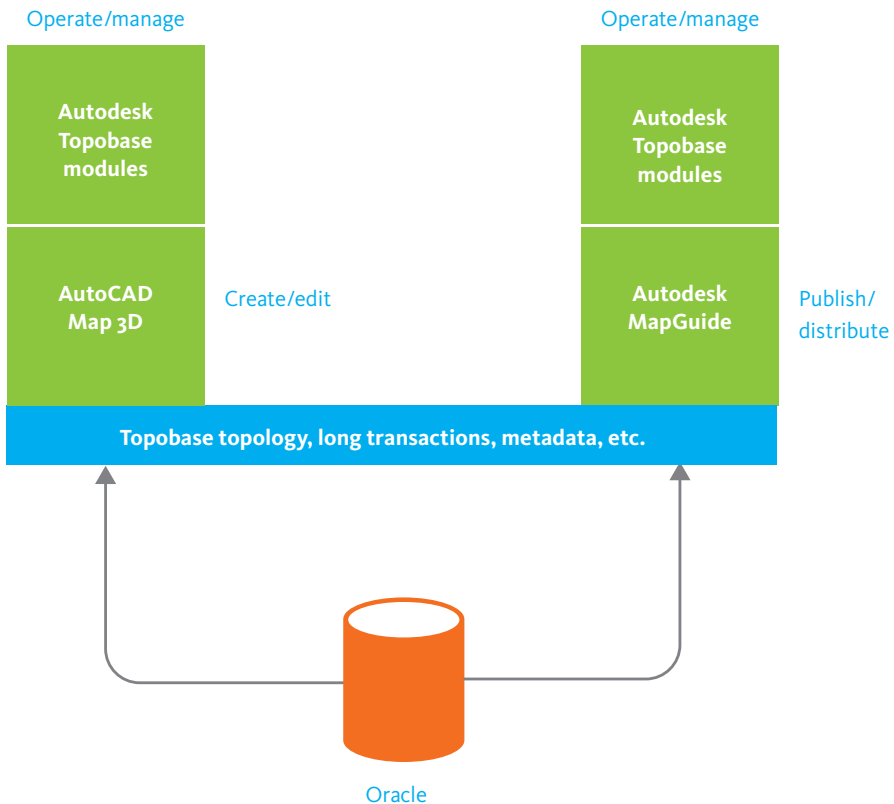 Operate/manage
Operate/manage
Autodesk
Topobase
modules
Autodesk
Topobase
modules
AutoCAD
Map 3D
Create/edit
Autodesk
MapGuide
Publish/
distribute
Topobase topology, long transactions, metadata, etc.
Oracle